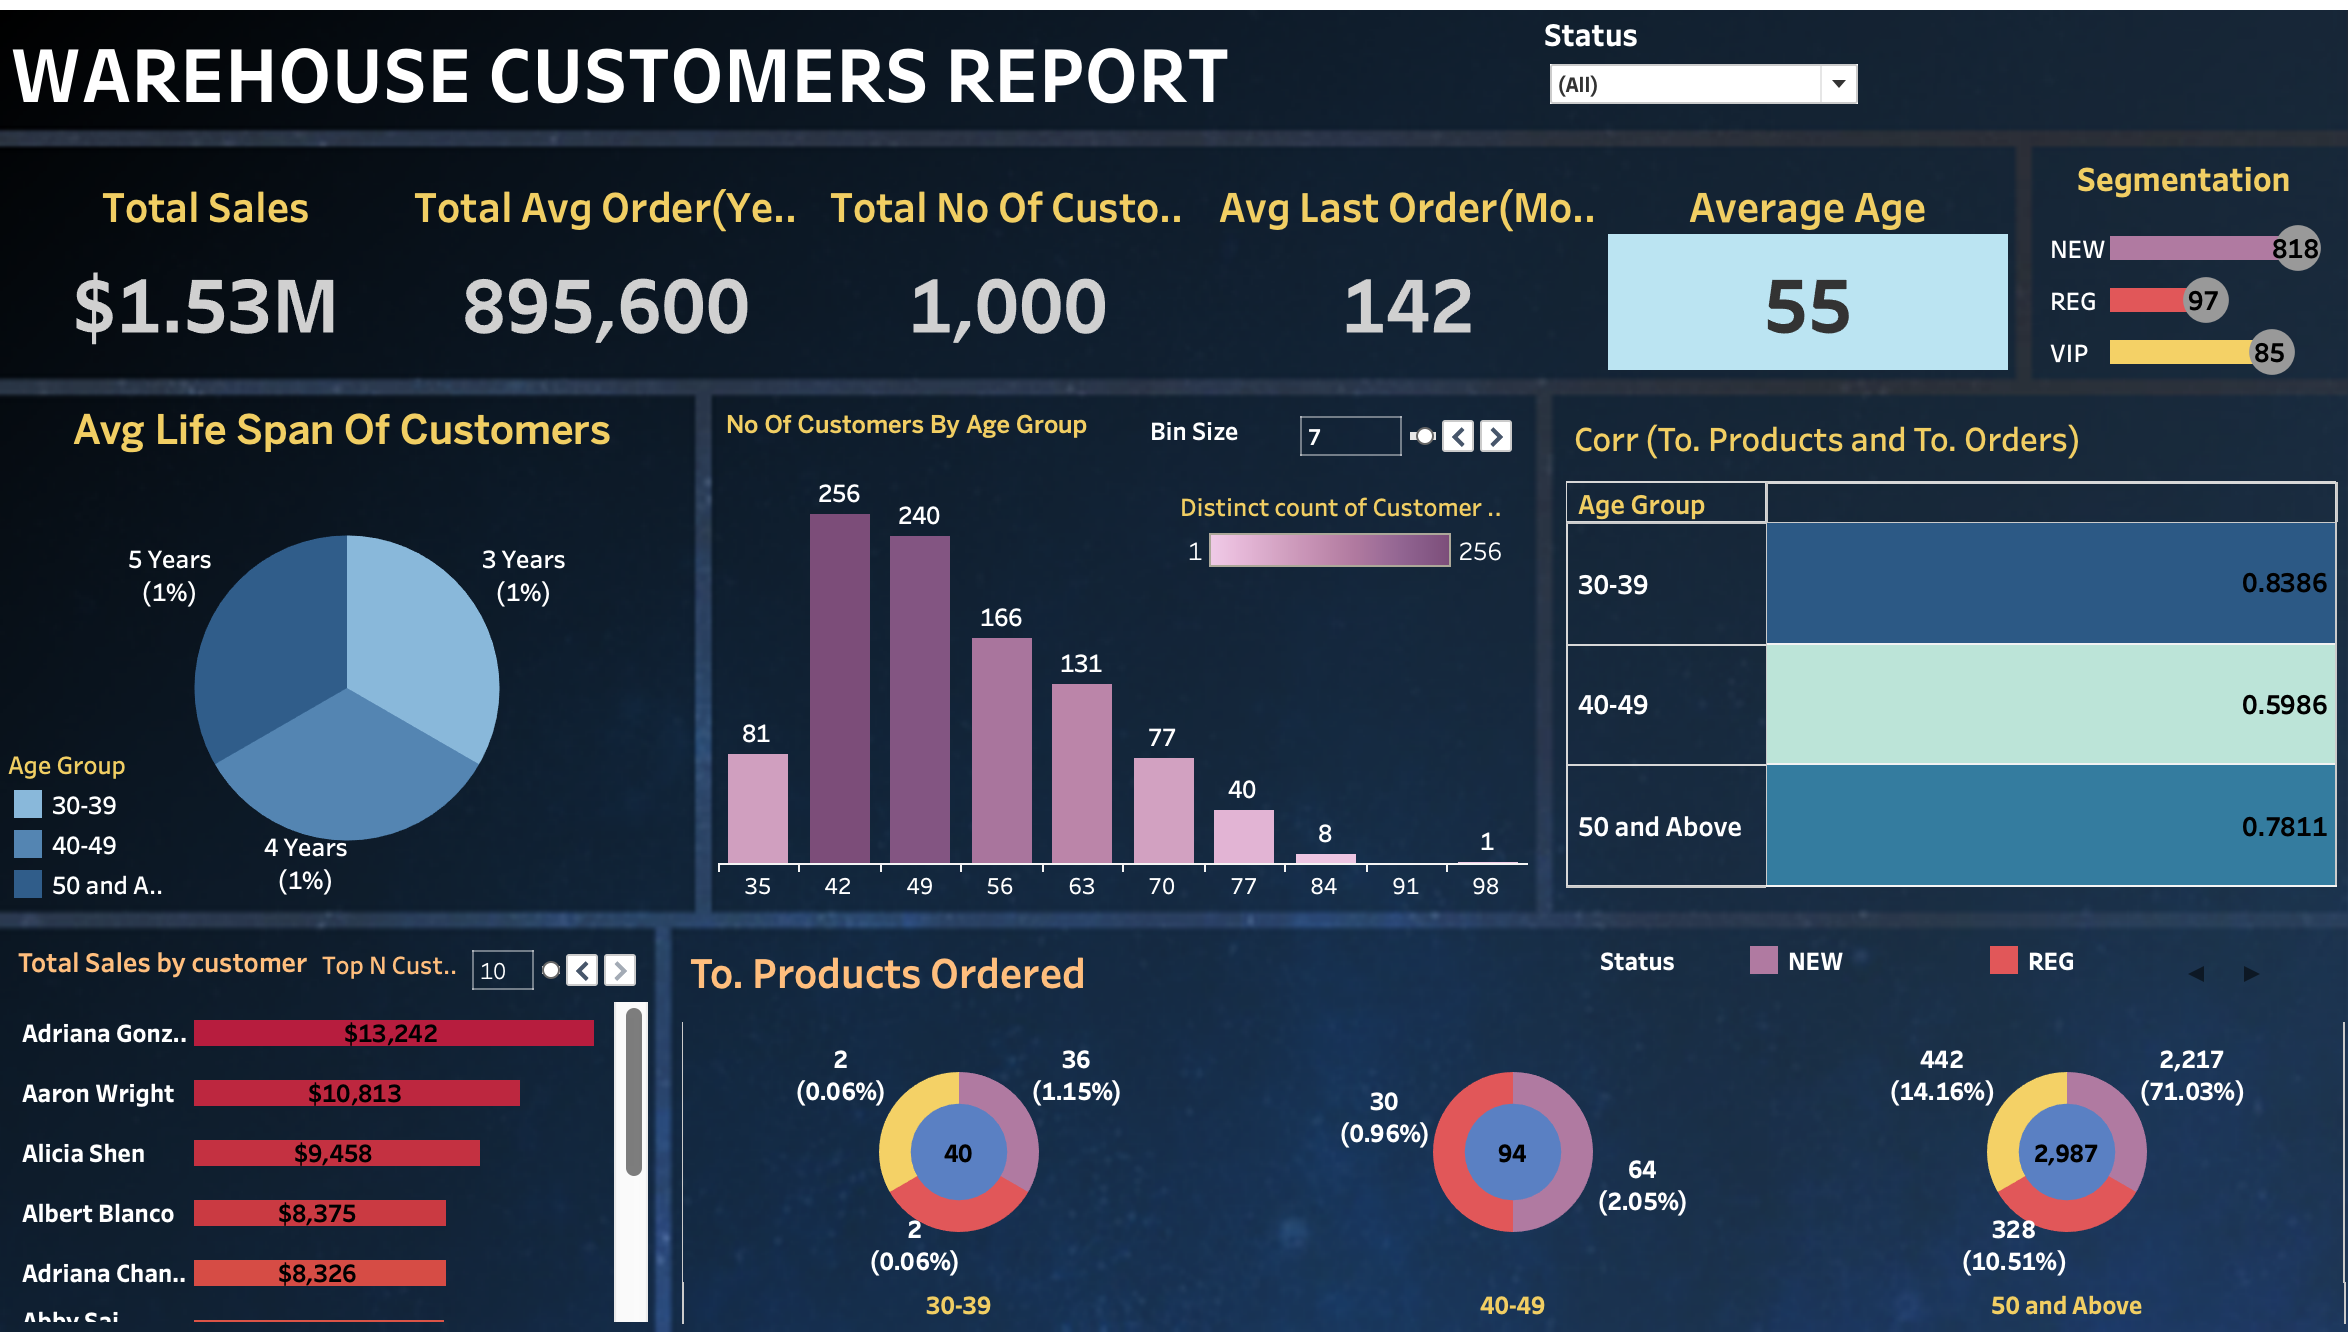 WAREHOUSE CUSTOMERS REPORT
Status
(All)
Total Sales
$1.53M
Total Avg Order(Ye..
895,600
Total No Of Custo..
1,000
Avg Last Order(Mo..
142
Average Age
55
Segmentation
NEW 818
REG 97
VIP 85
Avg Life Span Of Customers
5 Years
(1%)
3 Years
(1%)
4 Years
(1%)
Age Group
30-39
40-49
50 and A..
No Of Customers By Age Group
Bin Size
7
Distinct count of Customer ..
1 256
81
256
240
166
131
77
40
8
1
35 42 49 56 63 70 77 84 91 98
Corr (To. Products and To. Orders)
Age Group
30-39 0.8386
40-49 0.5986
50 and Above 0.7811
Total Sales by customer
Top N Cust..
10
Adriana Gonz.. $13,242
Aaron Wright $10,813
Alicia Shen $9,458
Albert Blanco $8,375
Adriana Chan.. $8,326
Abby Sai
To. Products Ordered
Status
NEW
REG
2
(0.06%)
36
(1.15%)
40
2
(0.06%)
30-39
30
(0.96%)
94
64
(2.05%)
40-49
442
(14.16%)
2,217
(71.03%)
2,987
328
(10.51%)
50 and Above